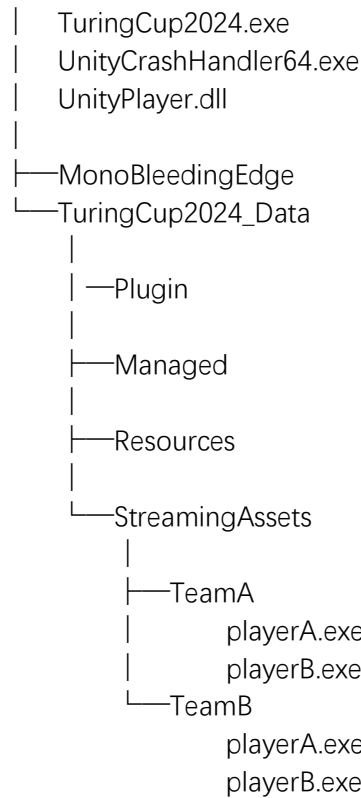 │ TuringCup2024.exe
│ UnityCrashHandler64.exe
│ UnityPlayer.dll
│
├──MonoBleedingEdge
└──TuringCup2024_Data
    │
    │ ─Plugin
    │
    ├──Managed
    │
    ├──Resources
    │
    └──StreamingAssets
        │
        ├──TeamA
        │      playerA.exe
        │      playerB.exe
        └──TeamB
               playerA.exe
               playerB.exe